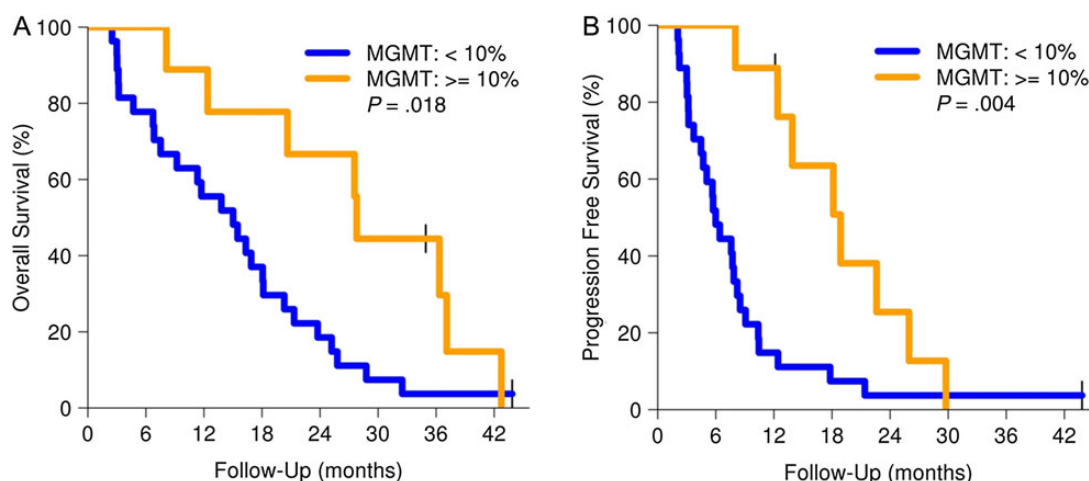 A
MGMT: < 10%
MGMT: >= 10%
P = .018
Overall Survival (%)
100
80
60
40
20
0
0 6 12 18 24 30 36 42
Follow-Up (months)
B
MGMT: < 10%
MGMT: >= 10%
P = .004
Progression Free Survival (%)
100
80
60
40
20
0
0 6 12 18 24 30 36 42
Follow-Up (months)